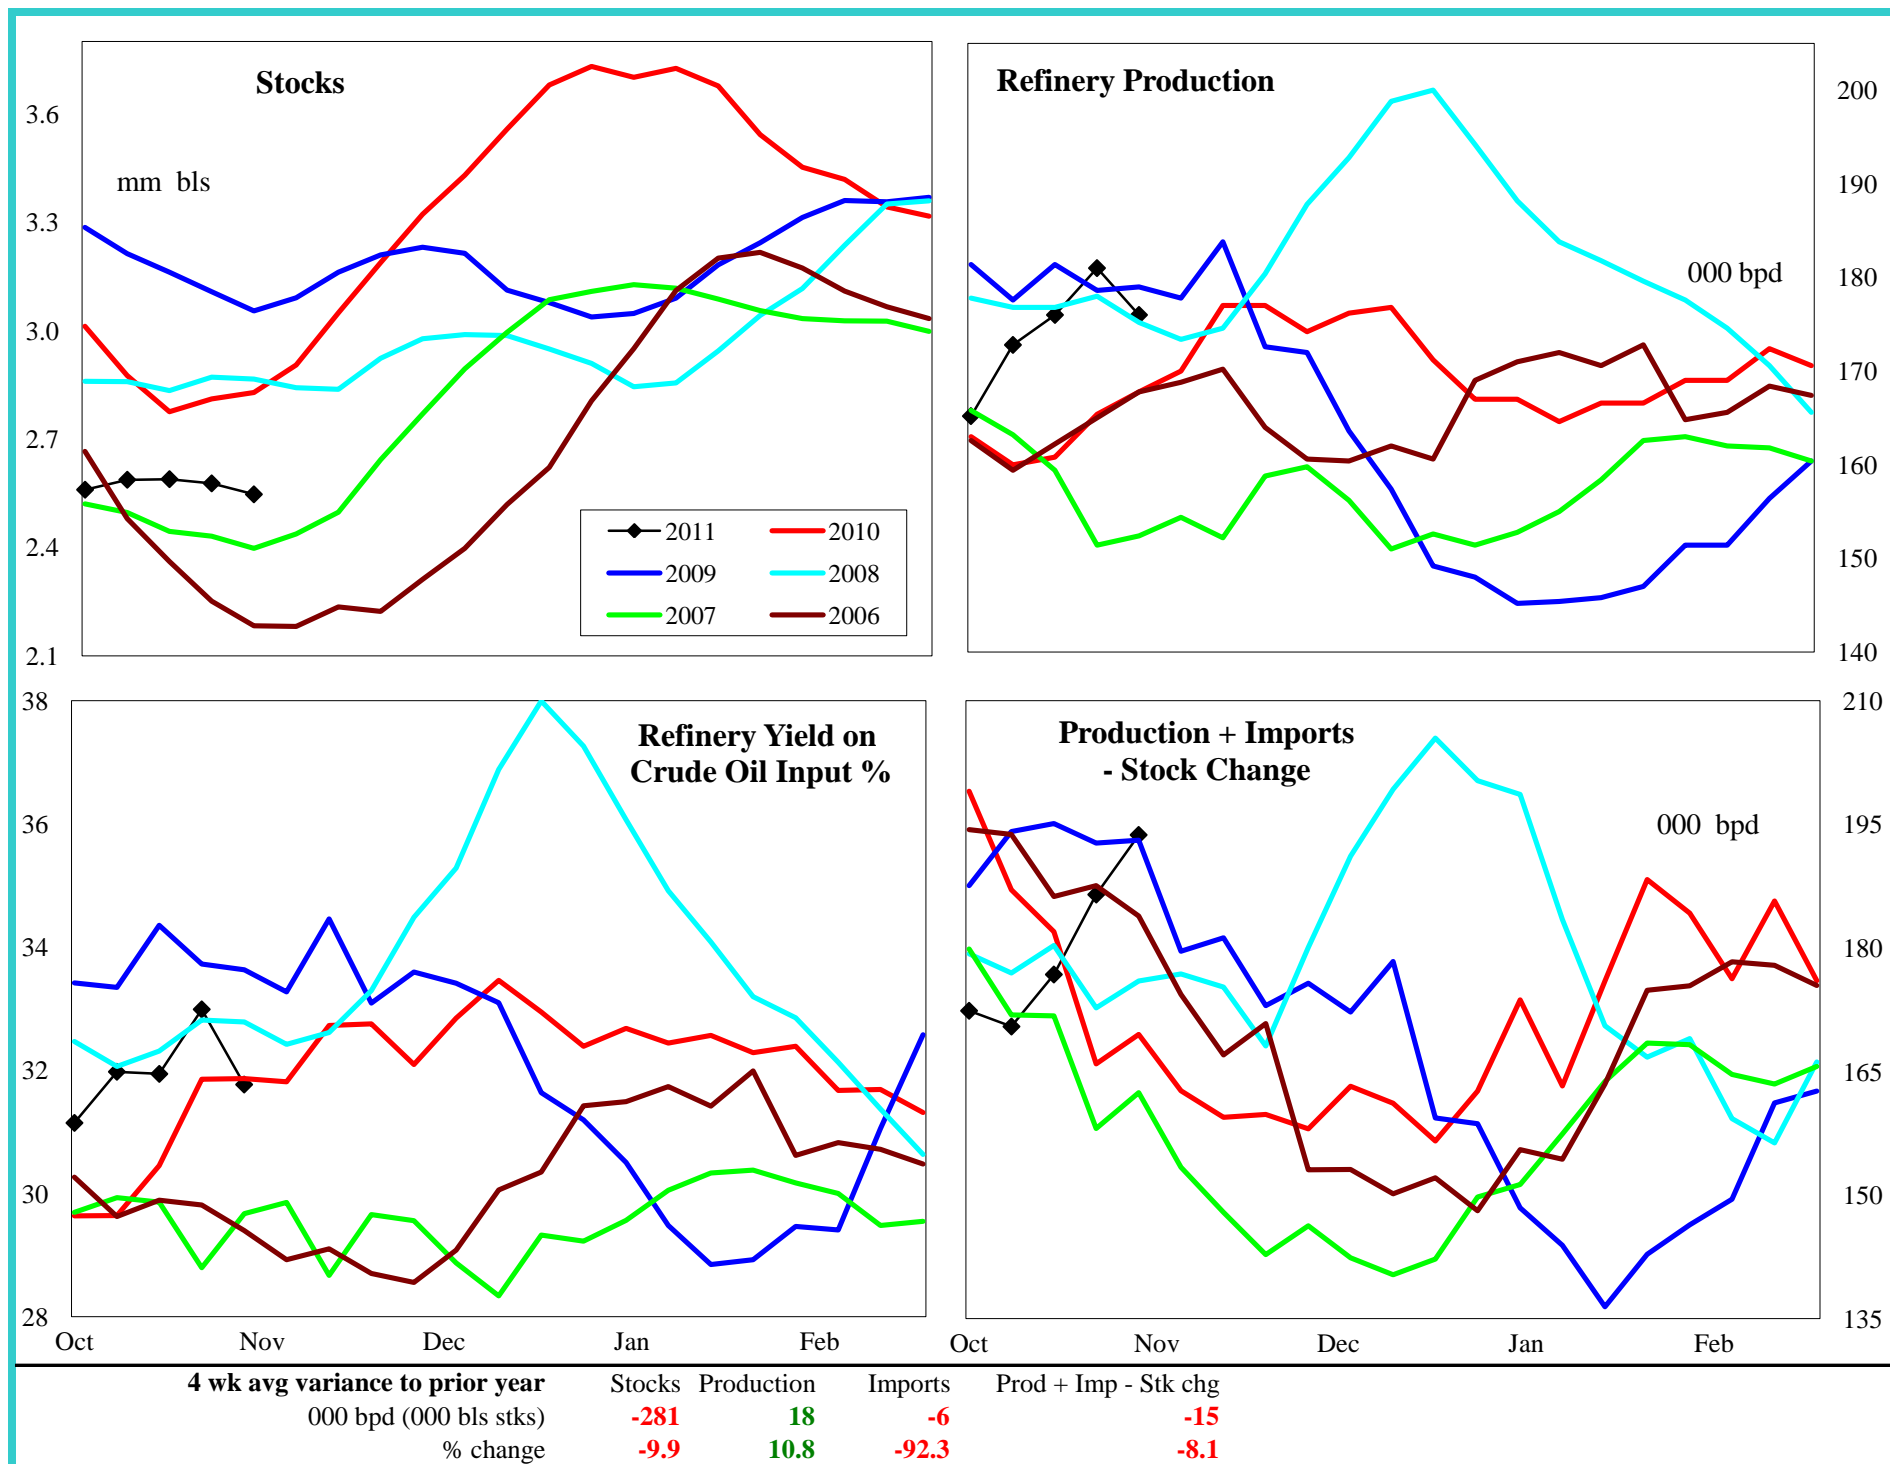 Stocks
mm bls
3.6
3.3
3.0
2.7
2.4
2.1
2011
2010
2009
2008
2007
2006
Refinery Production
000 bpd
200
190
180
170
160
150
140
Refinery Yield on
Crude Oil Input %
38
36
34
32
30
28
Oct Nov Dec Jan Feb
Production + Imports
- Stock Change
000 bpd
210
195
180
165
150
135
Oct Nov Dec Jan Feb
4 wk avg variance to prior year Stocks Production Imports Prod + Imp - Stk chg
000 bpd (000 bls stks) -281 18 -6 -15
% change -9.9 10.8 -92.3 -8.1